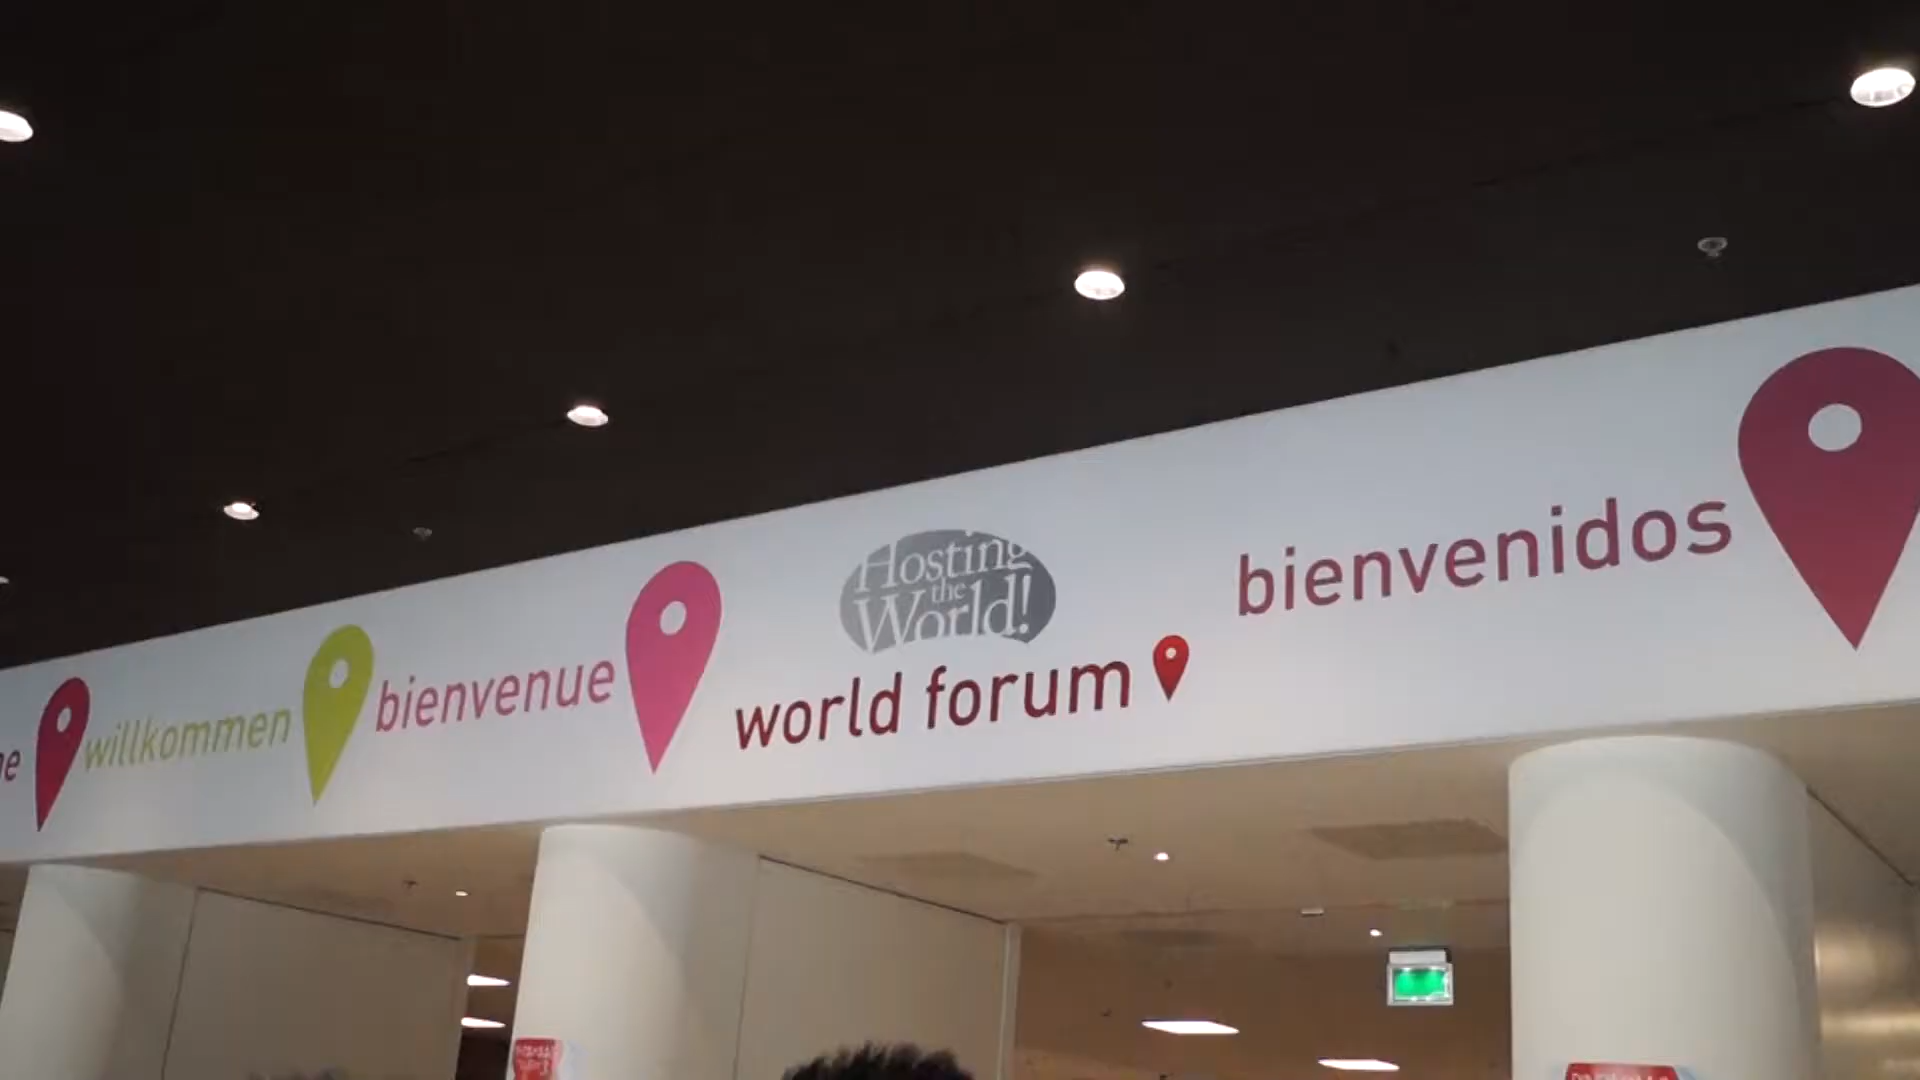 willkommen
bienvenue
Hosting
the
World!
world forum
bienvenidos